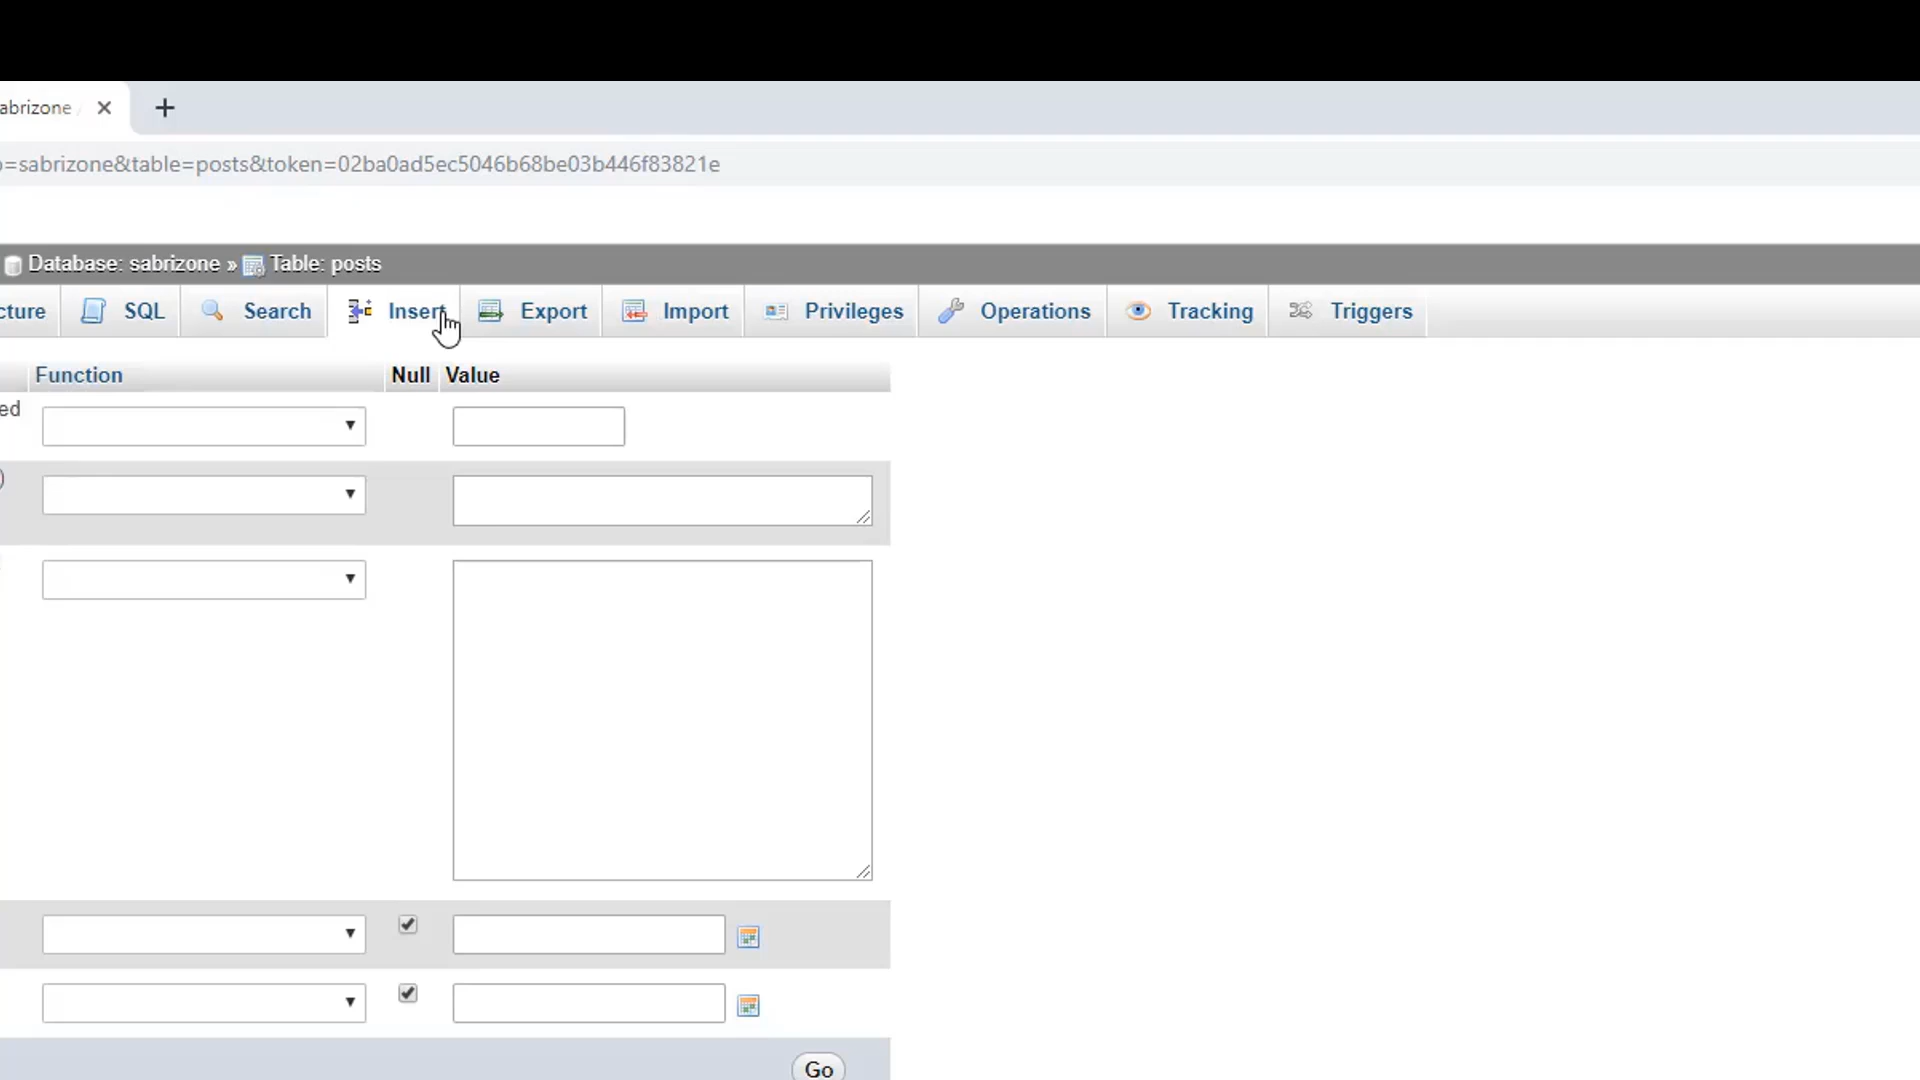 abrizone
=sabrizone&table=posts&token=02ba0ad5ec5046b68be03b446f83821e
Database: sabrizone » Table: posts
cture SQL Search Insert Export Import Privileges Operations Tracking Triggers
Function Null Value
ed
)
Go